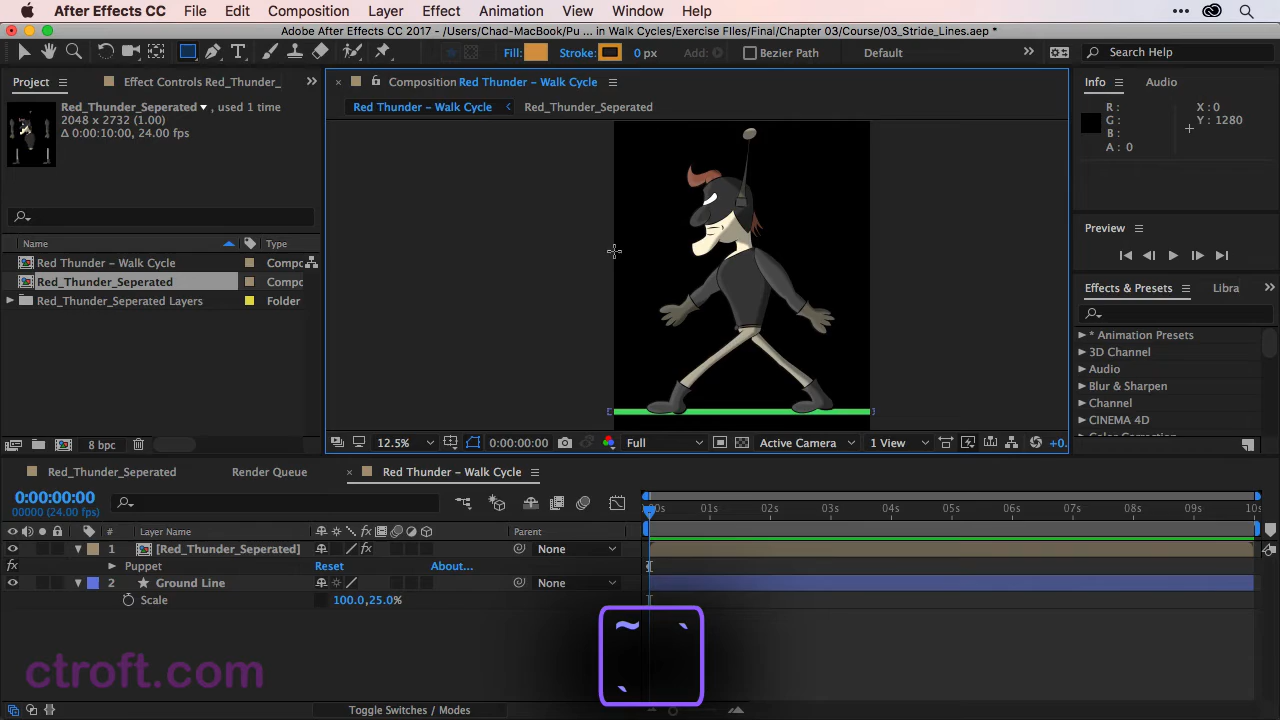 After Effects CC File Edit Composition Layer Effect Animation View Window Help
Adobe After Effects CC 2017 - /Users/Chad-MacBook/Pu ... in Walk Cycles/Exercise FIles/Final/Chapter 03/Course/03_Stride_Lines.aep *
Fill: Stroke: 0 px Add: Bezier Path Default Search Help
Project Effect Controls Red_Thunder_
Composition Red Thunder – Walk Cycle
Info Audio
Red_Thunder_Seperated , used 1 time
2048 x 2732 (1.00)
Δ 0:00:10:00, 24.00 fps
Red Thunder – Walk Cycle Red_Thunder_Seperated
R: X: 0
G: Y: 1280
B:
A: 0
Name Type
Red Thunder – Walk Cycle Compo
Red_Thunder_Seperated Compo
Red_Thunder_Seperated Layers Folder
Preview
Effects & Presets Libra
* Animation Presets
3D Channel
Audio
Blur & Sharpen
Channel
CINEMA 4D
Color Correction
8 bpc
12.5% 0:00:00:00 Full Active Camera 1 View +0.
Red_Thunder_Seperated Render Queue Red Thunder – Walk Cycle
0:00:00:00
00000 (24.00 fps)
:00s 01s 02s 03s 04s 05s 06s 07s 08s 09s 10s
# Layer Name Parent
1 [Red_Thunder_Seperated] None
Puppet Reset About...
2 Ground Line None
Scale 100.0,25.0%
~ `
`
ctroft.com
Toggle Switches / Modes